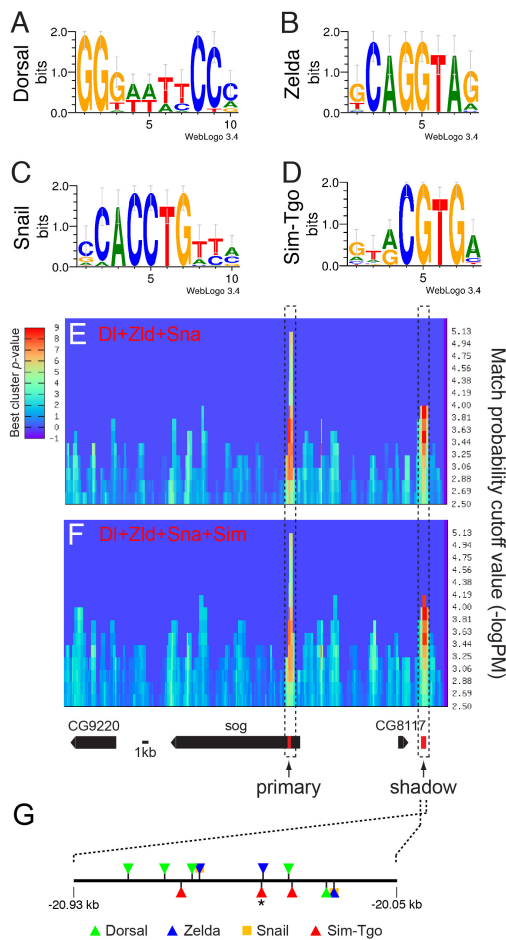 A
Dorsal
bits
2.0
1.0
0.0
5
10
WebLogo 3.4
B
Zelda
bits
2.0
1.0
0.0
5
WebLogo 3.4
C
Snail
bits
2.0
1.0
0.0
5
10
WebLogo 3.4
D
Sim-Tgo
bits
2.0
1.0
0.0
5
WebLogo 3.4
Best cluster p-value
9
8
7
6
5
4
3
2
1
0
-1
E Dl+Zld+Sna
5.13
4.94
4.75
4.56
4.38
4.19
4.00
3.81
3.63
3.44
3.25
3.06
2.88
2.69
2.50
F Dl+Zld+Sna+Sim
5.13
4.94
4.75
4.56
4.38
4.19
4.00
3.81
3.63
3.44
3.25
3.06
2.88
2.69
2.50
Match probability cutoff value (-logPM)
CG9220 sog CG8117
1kb
primary shadow
G
*
-20.93 kb -20.05 kb
Dorsal Zelda Snail Sim-Tgo